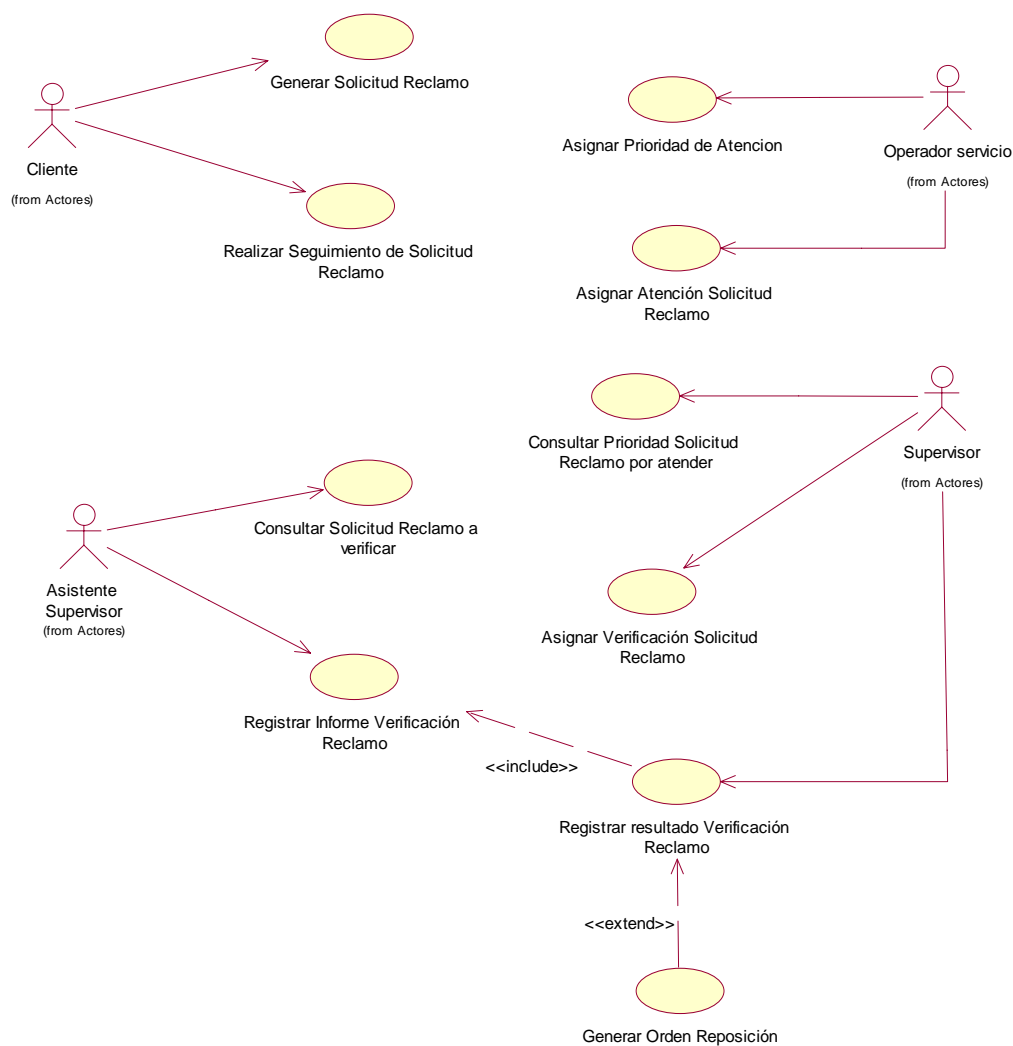 Generar Solicitud Reclamo
Cliente
(from Actores)
Realizar Seguimiento de Solicitud
Reclamo
Asignar Prioridad de Atencion
Operador servicio
(from Actores)
Asignar Atención Solicitud
Reclamo
Consultar Prioridad Solicitud
Reclamo por atender
Supervisor
(from Actores)
Consultar Solicitud Reclamo a
verificar
Asistente
Supervisor
(from Actores)
Asignar Verificación Solicitud
Reclamo
Registrar Informe Verificación
Reclamo
<<include>>
Registrar resultado Verificación
Reclamo
<<extend>>
Generar Orden Reposición